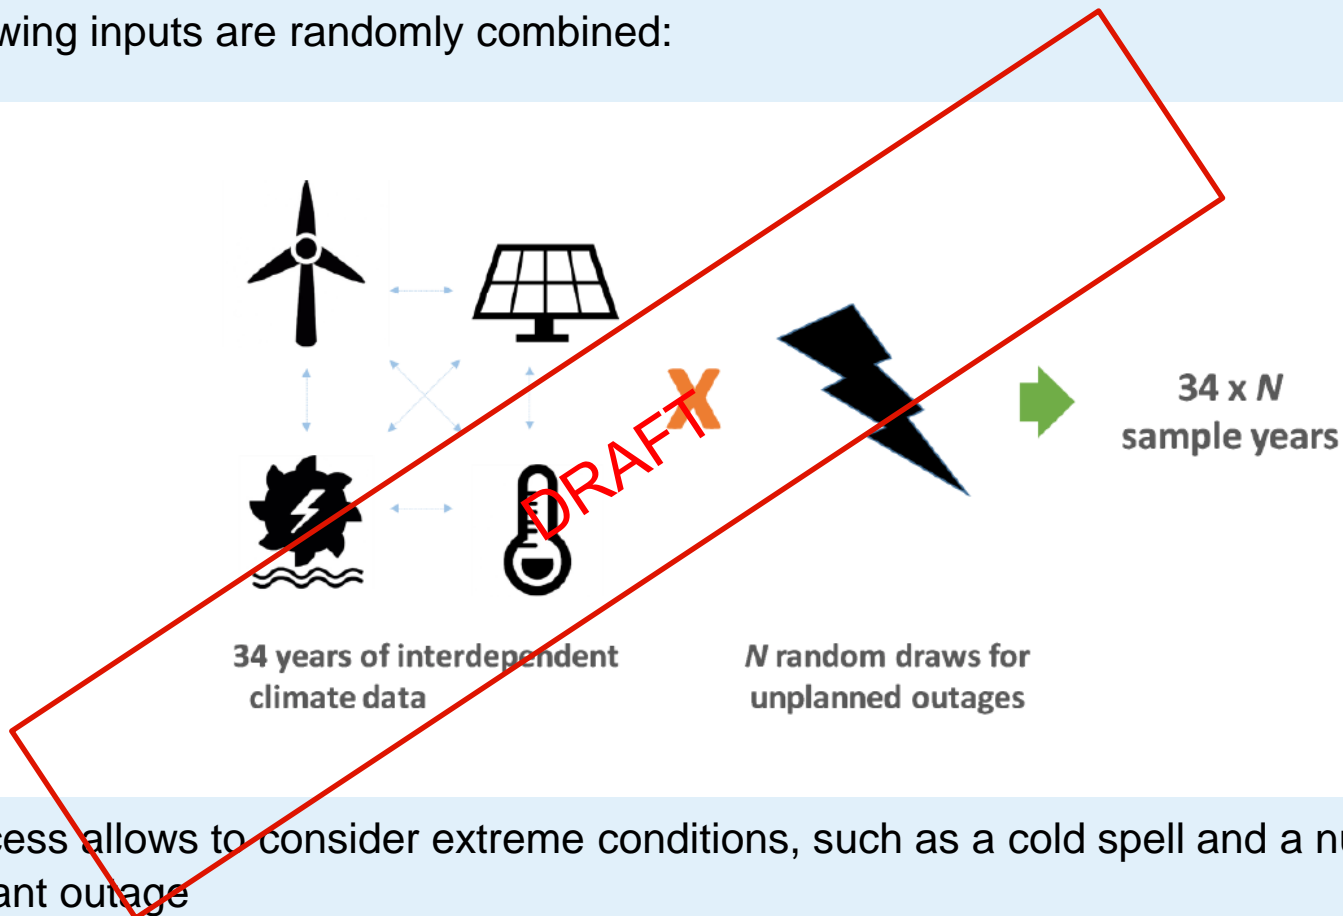 wing inputs are randomly combined:
X
34 x N
sample years
DRAFT
34 years of interdependent
climate data
N random draws for
unplanned outages
cess allows to consider extreme conditions, such as a cold spell and a nu
ant outage